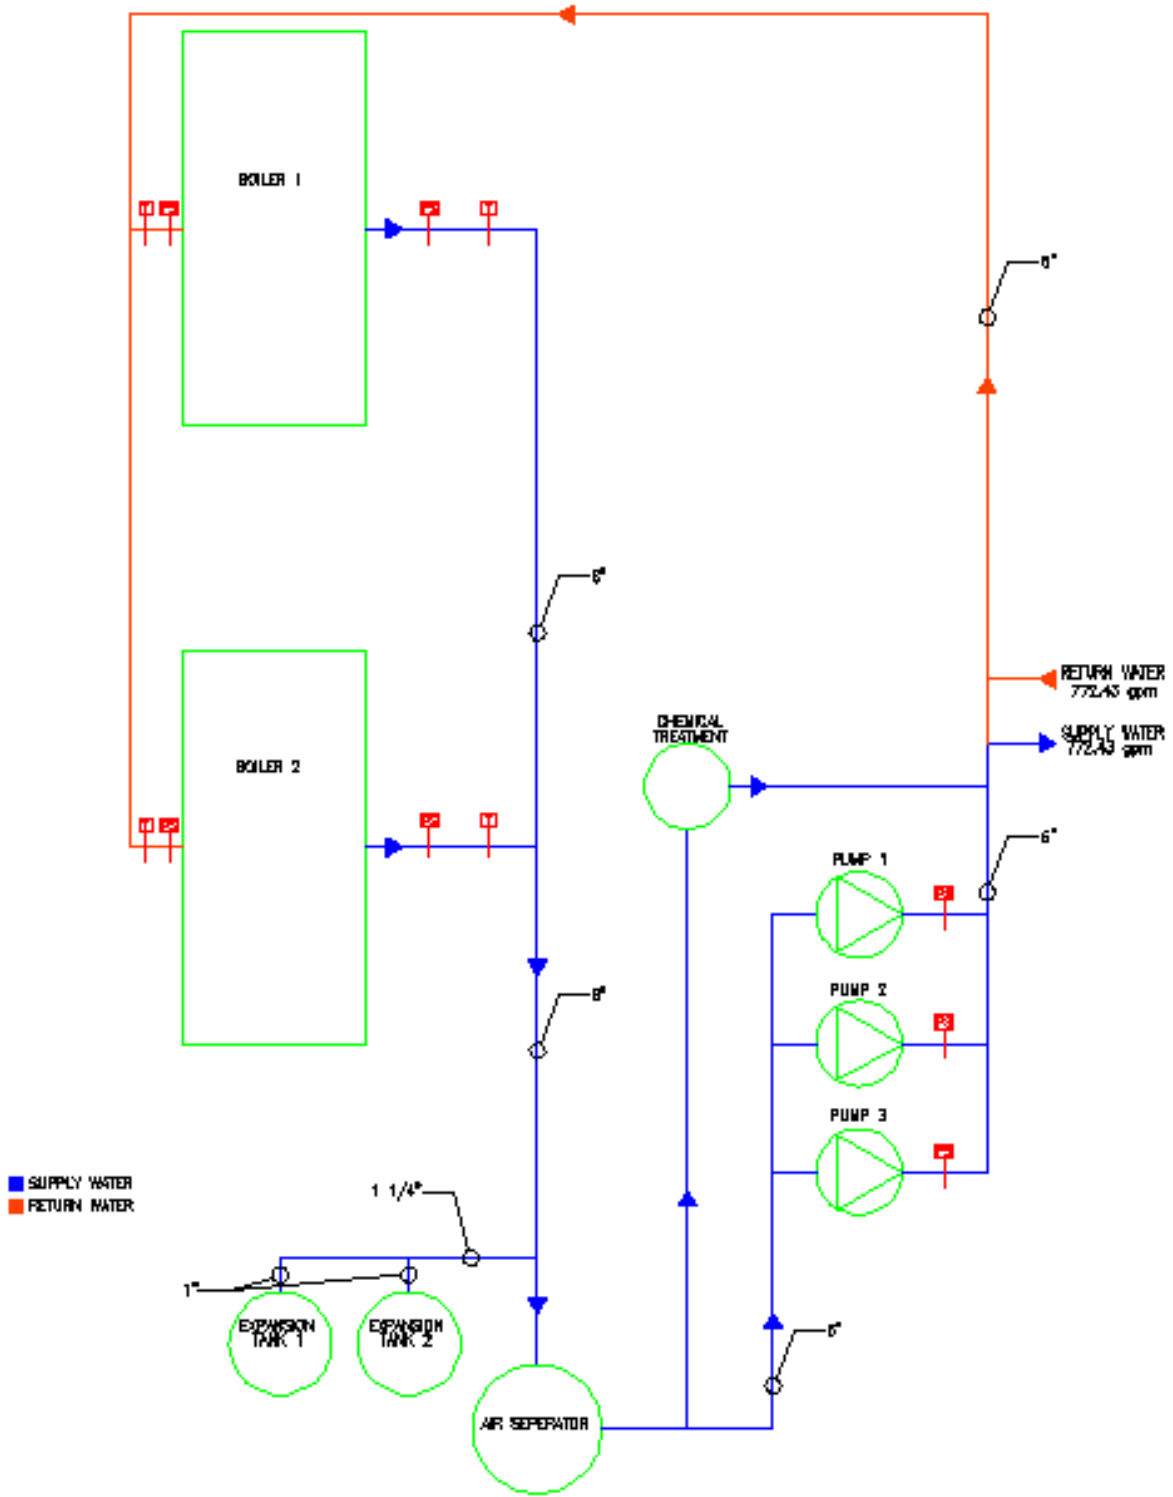 BOILER 1
BOILER 2
CHEMICAL
TREATMENT
RETURN WATER
772.43 gpm
SUPPLY WATER
772.43 gpm
6"
PUMP 1
PUMP 2
PUMP 3
8"
SUPPLY WATER
RETURN WATER
1 1/4"
1"
EXPANSION
TANK 1
EXPANSION
TANK 2
AIR SEPERATOR
T
T
T
T